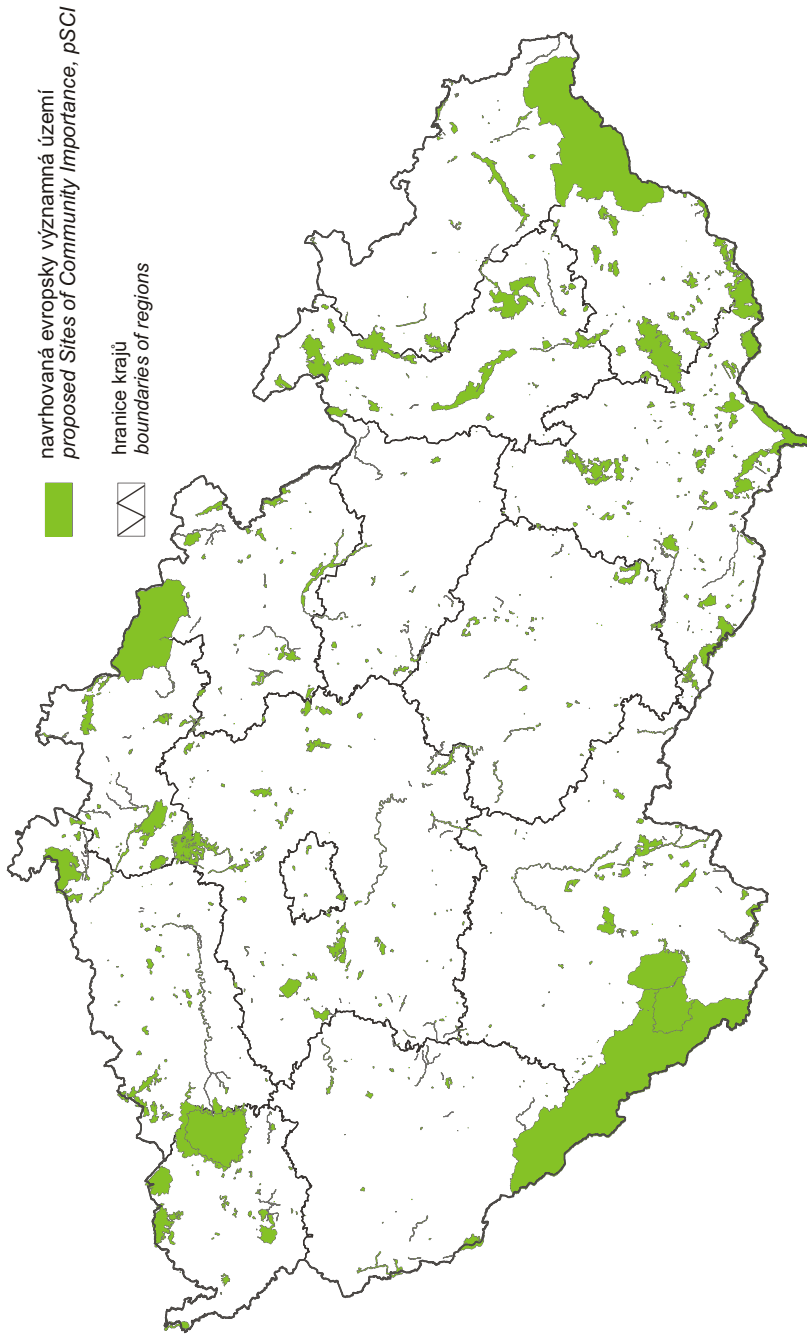 navrhovaná evropsky významná území
proposed Sites of Community Importance, pSCI
hranice krajů
boundaries of regions